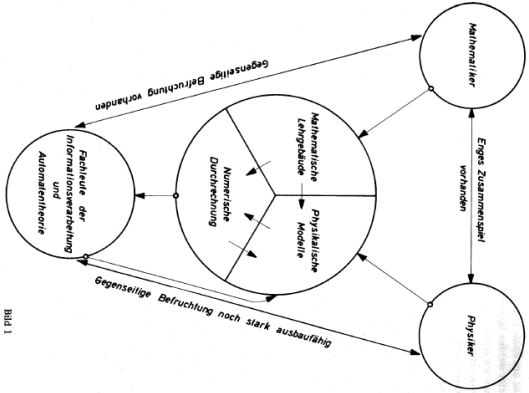 Mathematiker
Enges Zusammenspiel
vorhanden
Physiker
Gegenseitige Befruchtung vorhanden
Mathematische
Lehrgebäude
Physikalische
Modelle
Numerische
Durchrechnung
Gegenseitige Befruchtung noch stark ausbaufähig
Fachleute der
Informationsverarbeitung
und
Automatentheorie
Bild 1